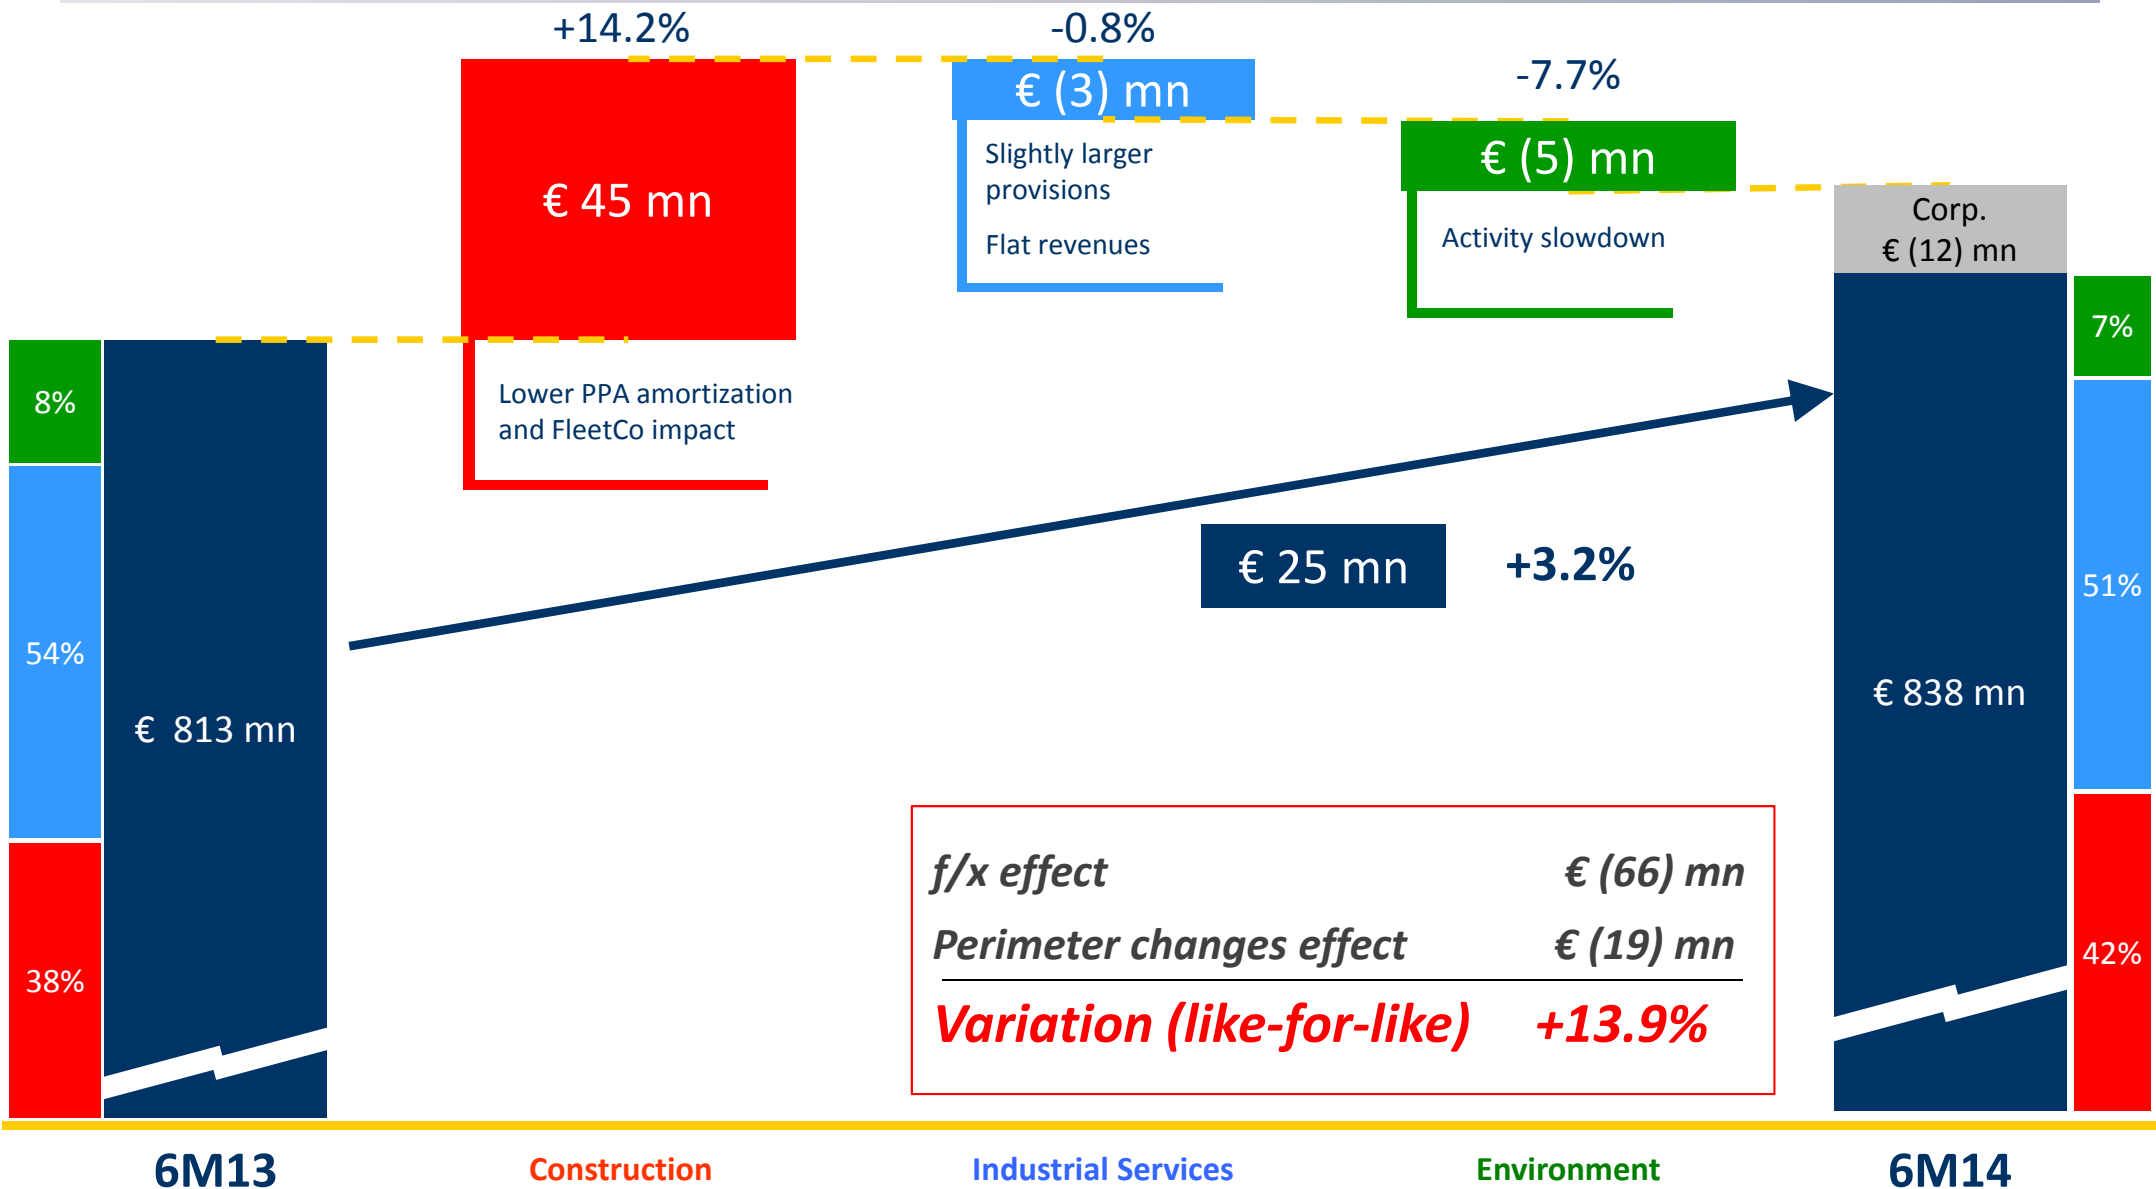 +14.2%
-0.8%
-7.7%
€ 45 mn
€ (3) mn
€ (5) mn
Slightly larger
provisions
Flat revenues
Activity slowdown
Corp.
€ (12) mn
Lower PPA amortization
and FleetCo impact
8%
54%
38%
€  813 mn
€ 25 mn
+3.2%
€ 838 mn
7%
51%
42%
f/x effect € (66) mn
Perimeter changes effect € (19) mn
Variation (like-for-like) +13.9%
6M13
Construction
Industrial Services
Environment
6M14